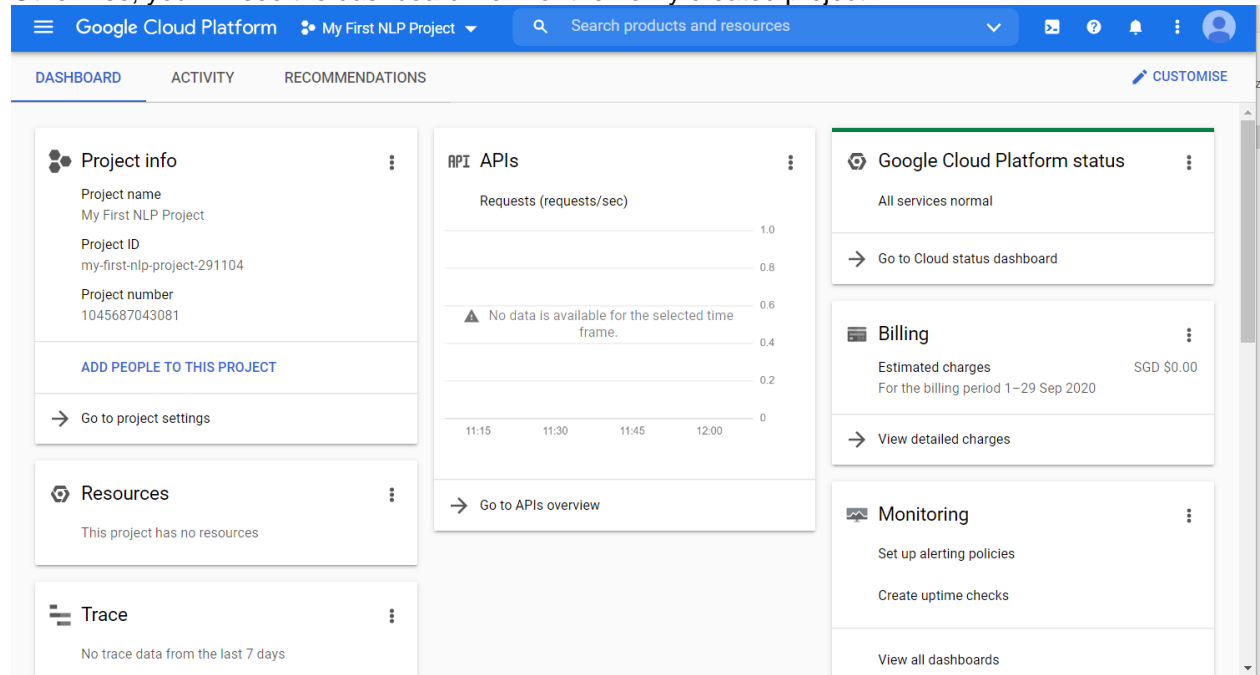 Google Cloud Platform
My First NLP Project
Search products and resources
DASHBOARD
ACTIVITY
RECOMMENDATIONS
CUSTOMISE
Project info
Project name
My First NLP Project
Project ID
my-first-nlp-project-291104
Project number
1045687043081
ADD PEOPLE TO THIS PROJECT
Go to project settings
Resources
This project has no resources
Trace
No trace data from the last 7 days
API APIs
Requests (requests/sec)
1.0
0.8
0.6
No data is available for the selected time
frame.
0.4
0.2
0
11:15
11:30
11:45
12:00
Go to APIs overview
Google Cloud Platform status
All services normal
Go to Cloud status dashboard
Billing
Estimated charges
SGD $0.00
For the billing period 1–29 Sep 2020
View detailed charges
Monitoring
Set up alerting policies
Create uptime checks
View all dashboards